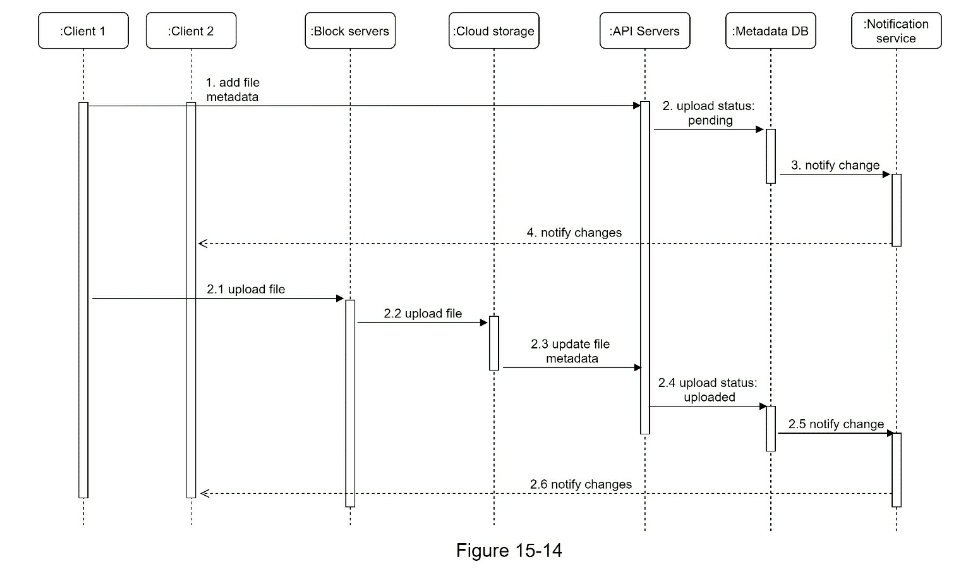 :Client 1
:Client 2
:Block servers
:Cloud storage
:API Servers
:Metadata DB
:Notification
service
1. add file
metadata
2. upload status:
pending
3. notify change
4. notify changes
2.1 upload file
2.2 upload file
2.3 update file
metadata
2.4 upload status:
uploaded
2.5 notify change
2.6 notify changes
Figure 15-14